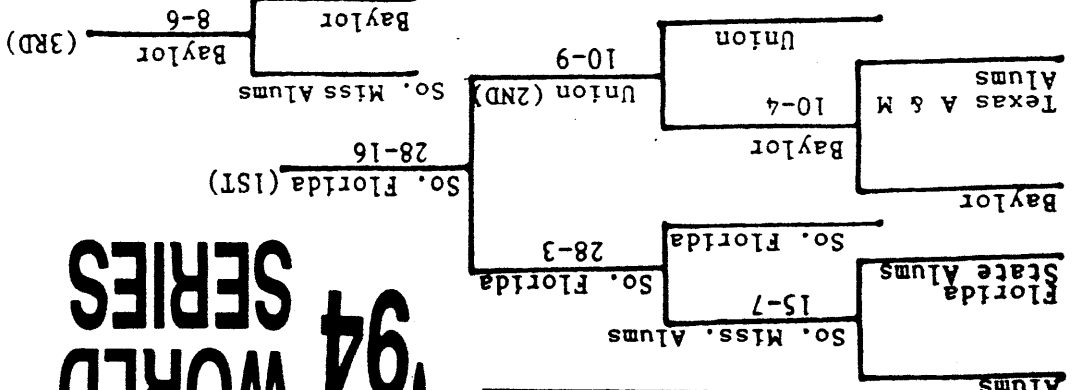 Alums
'94 WORLD
SERIES
So. Miss. Alums
15-7
Florida
State Alums
So. Florida
28-3
So. Florida
Baylor
So. Florida (1ST)
28-16
Baylor
10-4
Texas A & M
Alums
Union (2ND)
10-9
Union
So. Miss Alums
Baylor (3RD)
8-6
Baylor